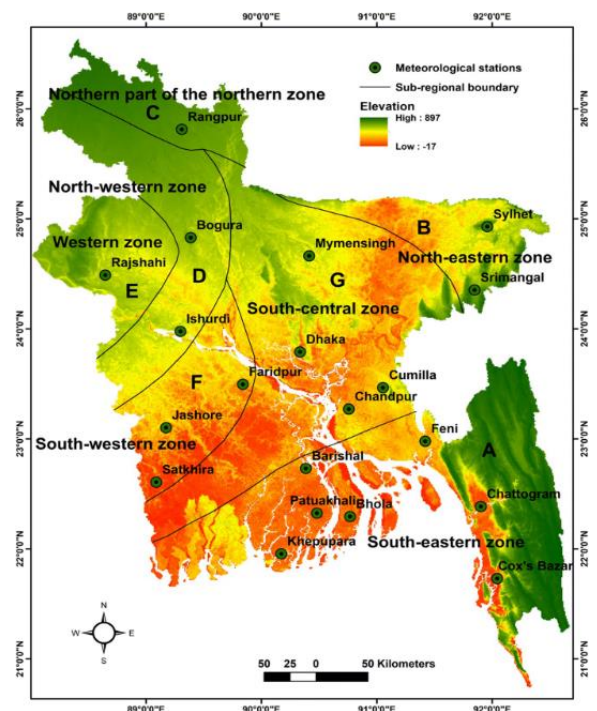 89°0'0"E 90°0'0"E 91°0'0"E 92°0'0"E
Meteorological stations
Sub-regional boundary
Elevation
High : 897
Low : -17
26°0'0"N
25°0'0"N
24°0'0"N
23°0'0"N
22°0'0"N
21°0'0"N
Northern part of the northern zone
C
Rangpur
North-western zone
Bogura
Western zone
Rajshahi
E
D
Ishurdi
B
Sylhet
North-eastern zone
Srimangal
Mymensingh
G
South-central zone
Dhaka
F
Faridpur
Cumilla
Chandpur
Jashore
South-western zone
Satkhira
Feni
A
Barishal
Patuakhali
Bhola
Khepupara
Chattogram
South-eastern zone
Cox's Bazar
N
W E
S
50 25 0 50 Kilometers
26°0'0"N
25°0'0"N
24°0'0"N
23°0'0"N
22°0'0"N
21°0'0"N
89°0'0"E 90°0'0"E 91°0'0"E 92°0'0"E